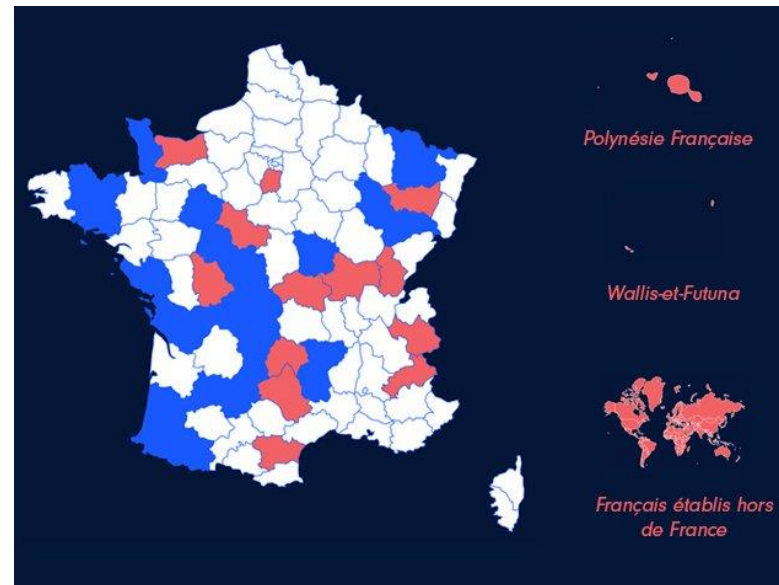 Polynésie Française
Wallis-et-Futuna
Français établis hors
de France